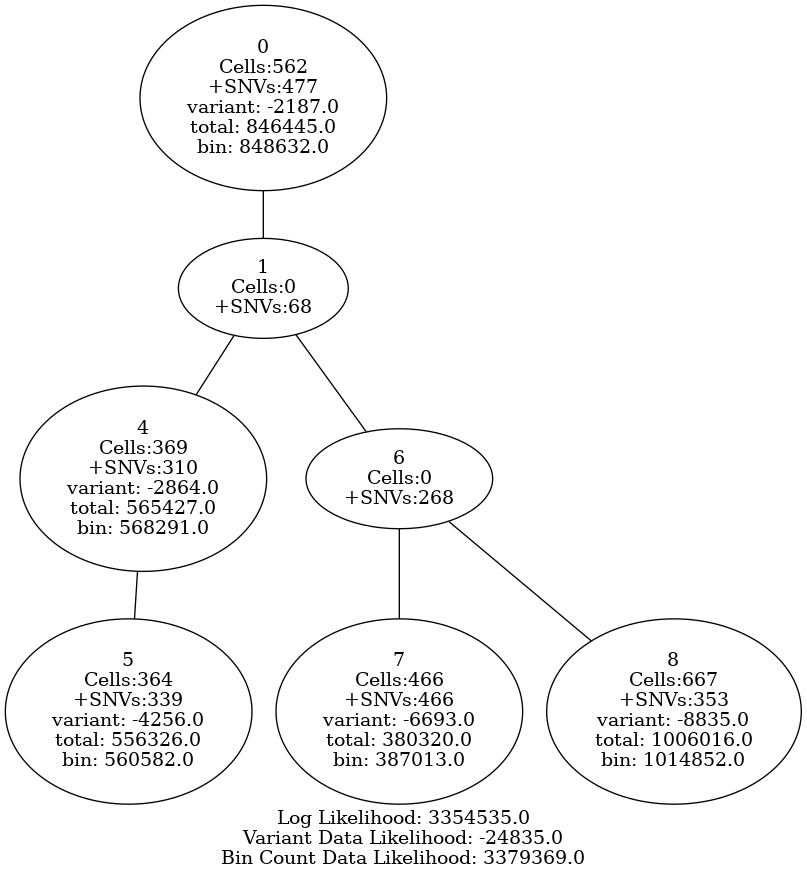 0
Cells:562
+SNVs:477
variant: -2187.0
total: 846445.0
bin: 848632.0
1
Cells:0
+SNVs:68
4
Cells:369
+SNVs:310
variant: -2864.0
total: 565427.0
bin: 568291.0
6
Cells:0
+SNVs:268
5
Cells:364
+SNVs:339
variant: -4256.0
total: 556326.0
bin: 560582.0
7
Cells:466
+SNVs:466
variant: -6693.0
total: 380320.0
bin: 387013.0
8
Cells:667
+SNVs:353
variant: -8835.0
total: 1006016.0
bin: 1014852.0
Log Likelihood: 3354535.0
Variant Data Likelihood: -24835.0
Bin Count Data Likelihood: 3379369.0